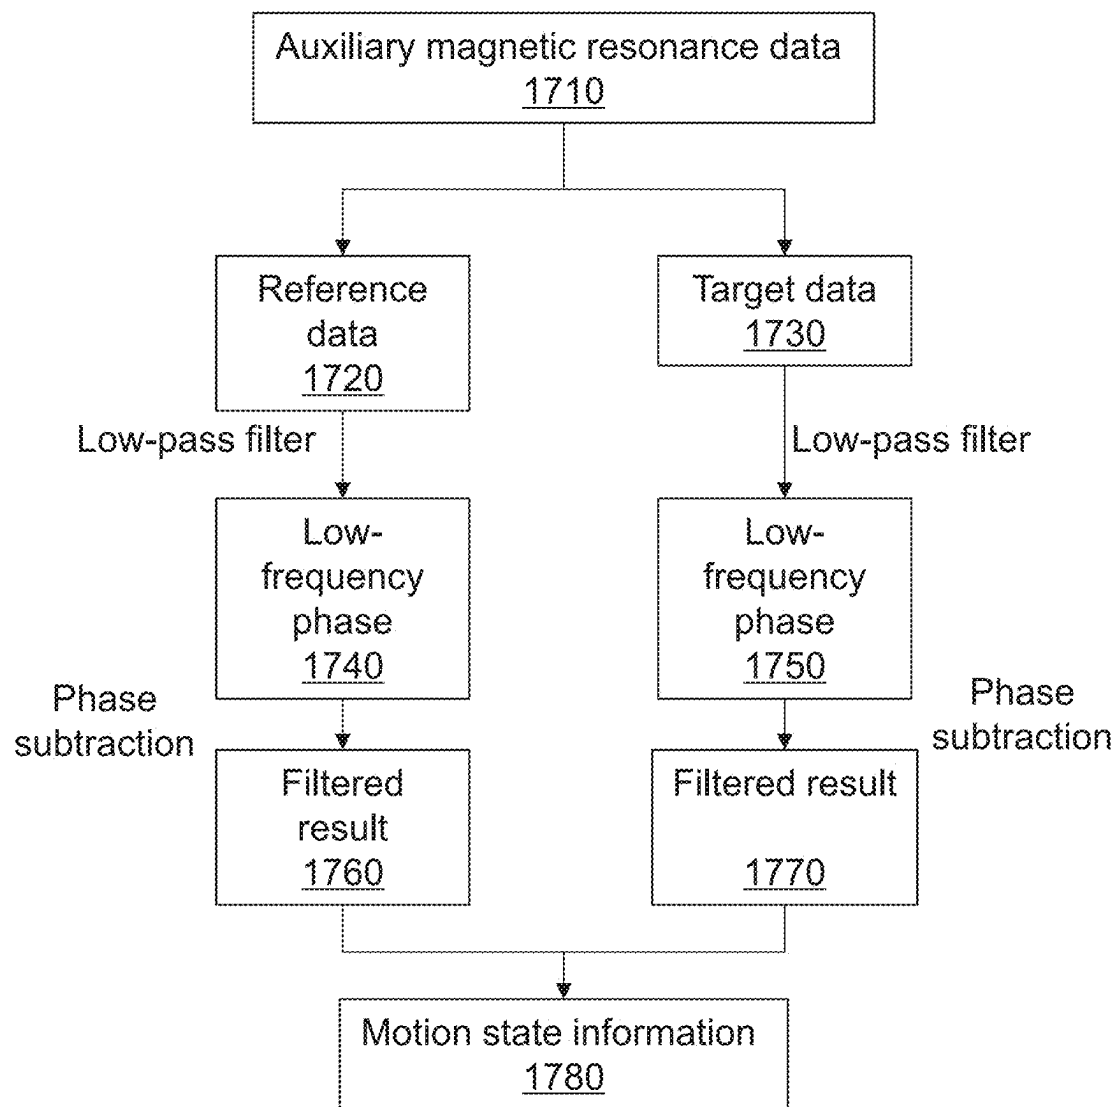 Auxiliary magnetic resonance data
1710
Reference
data
1720
Target data
1730
Low-pass filter
Low-pass filter
Low-
frequency
phase
1740
Low-
frequency
phase
1750
Phase
subtraction
Phase
subtraction
Filtered
result
1760
Filtered result
1770
Motion state information
1780